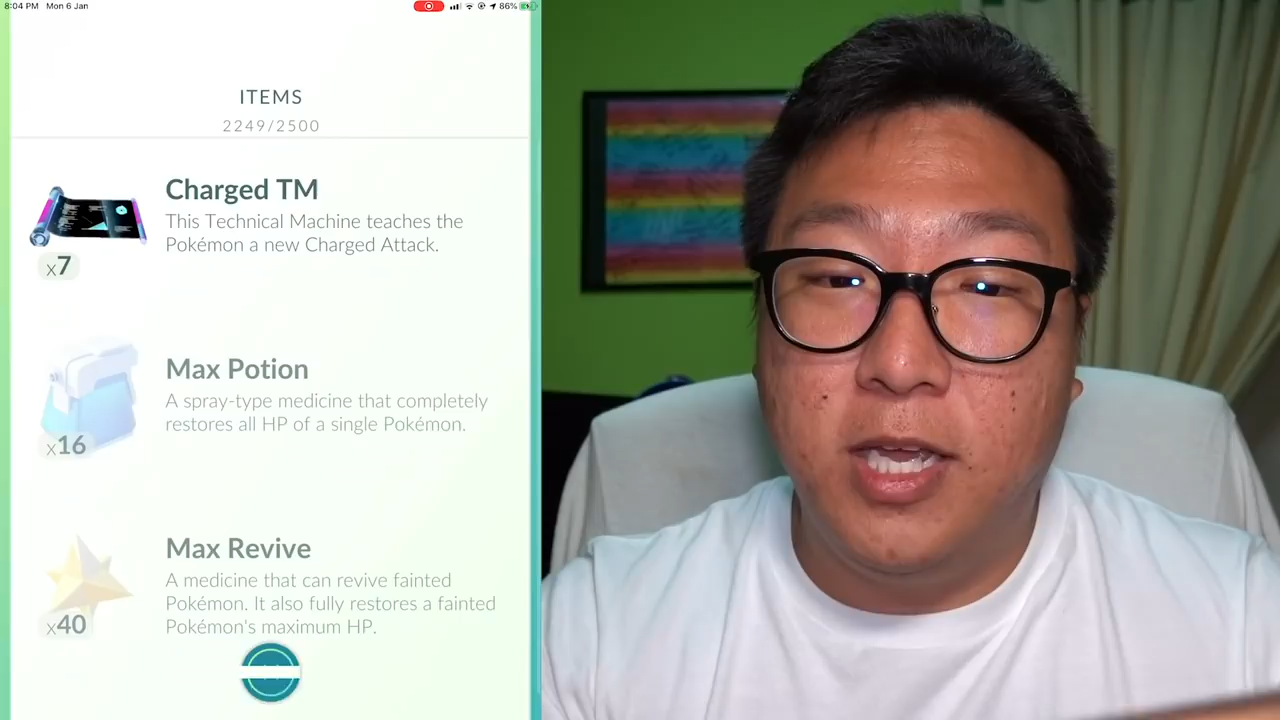 8:04 PM Mon 6 Jan
86%
ITEMS
2249/2500
Charged TM
This Technical Machine teaches the
Pokémon a new Charged Attack.
x7
Max Potion
A spray-type medicine that completely
restores all HP of a single Pokémon.
x16
Max Revive
A medicine that can revive fainted
Pokémon. It also fully restores a fainted
Pokémon's maximum HP.
x40